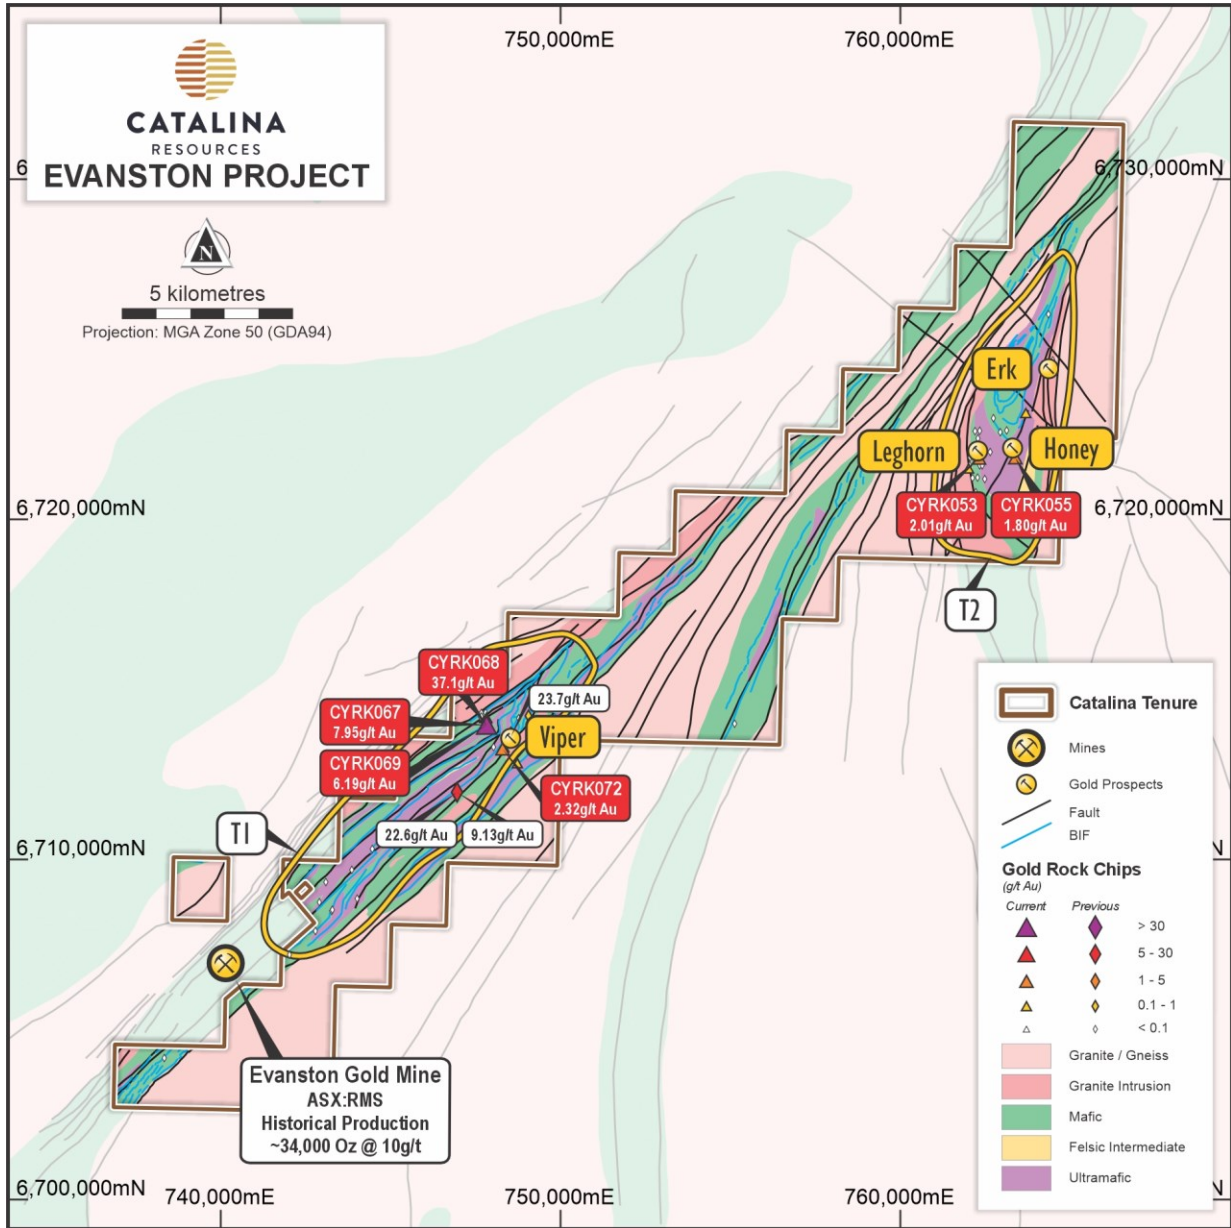 750,000mE
760,000mE
CATALINA
RESOURCES
EVANSTON PROJECT
6
6,730,000mN
N
5 kilometres
Projection: MGA Zone 50 (GDA94)
Erk
Leghorn
Honey
CYRK053
2.01g/t Au
CYRK055
1.80g/t Au
6,720,000mN
6,720,000mN
T2
CYRK068
37.1g/t Au
23.7g/t Au
CYRK067
7.95g/t Au
Viper
CYRK069
6.19g/t Au
CYRK072
2.32g/t Au
T1
22.6g/t Au
9.13g/t Au
6,710,000mN
6,7
Evanston Gold Mine
ASX:RMS
Historical Production
~34,000 Oz @ 10g/t
Catalina Tenure
Mines
Gold Prospects
Fault
BIF
Gold Rock Chips
(g/t Au)
Current
Previous
> 30
5 - 30
1 - 5
0.1 - 1
< 0.1
Granite / Gneiss
Granite Intrusion
Mafic
Felsic Intermediate
Ultramafic
6,700,000mN
740,000mE
750,000mE
760,000mE